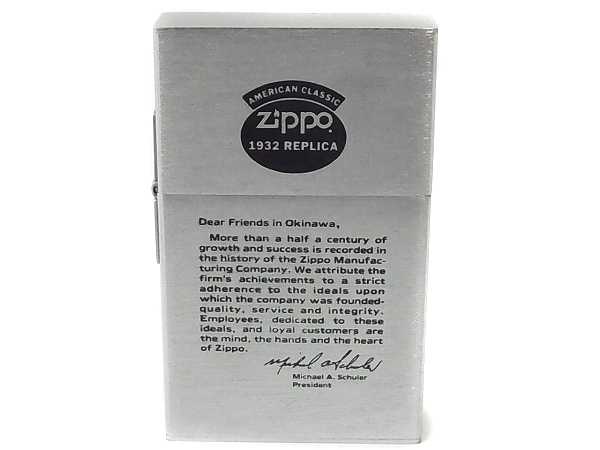 AMERICAN CLASSIC
Zippo
1932 REPLICA
Dear Friends in Okinawa,
More than a half a century of
growth and success is recorded in
the history of the Zippo Manufac-
turing Company. We attribute the
firm's achievements to a strict
adherence to the ideals upon
which the company was founded-
quality, service and integrity.
Employees, dedicated to these
ideals, and loyal customers are
the mind, the hands and the heart
of Zippo.
Michael A. Schuler
Michael A. Schuler
President